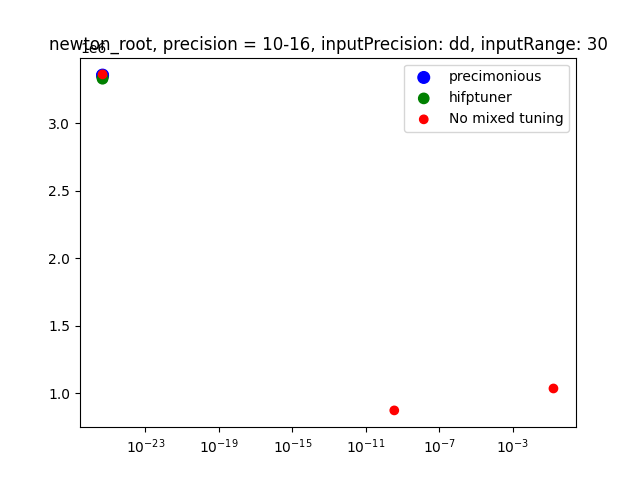 newton_root, precision = 10-16, inputPrecision: dd, inputRange: 30
1e6
precimonious
hifptuner
No mixed tuning
3.0
2.5
2.0
1.5
1.0
10⁻²³ 10⁻¹⁹ 10⁻¹⁵ 10⁻¹¹ 10⁻⁷ 10⁻³